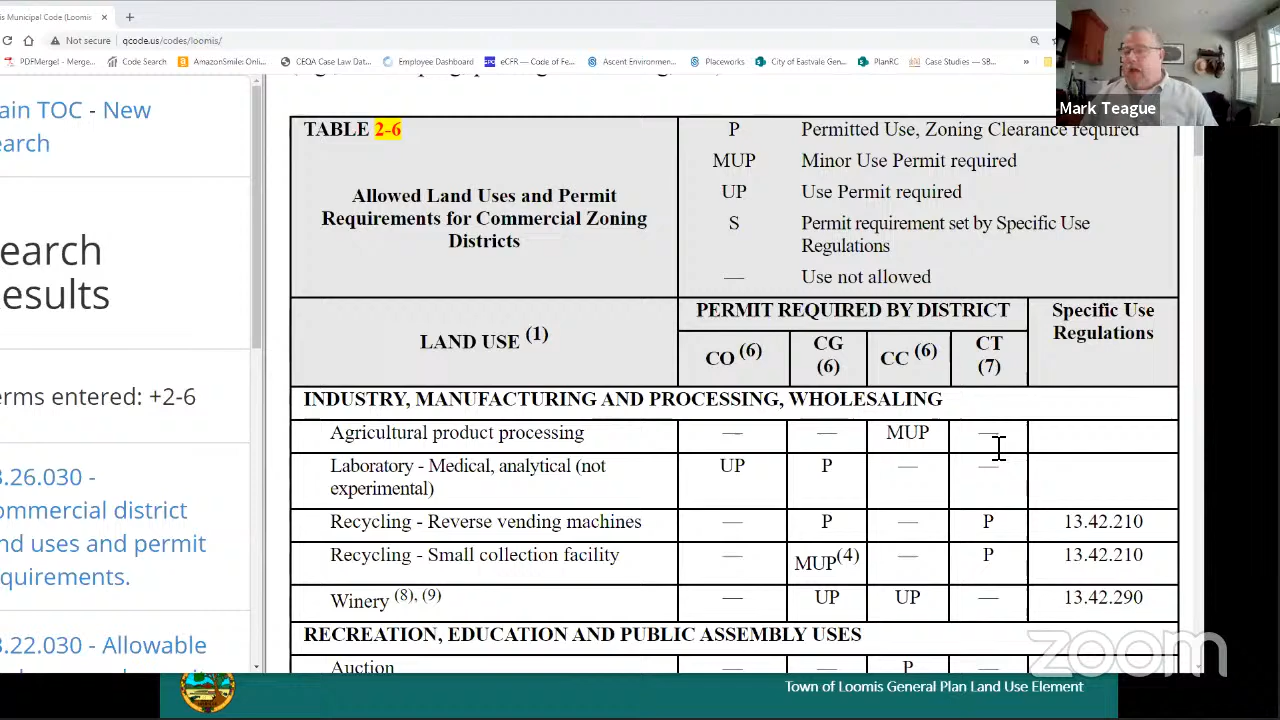 is Municipal Code (Loomis
Not secure
qcode.us/codes/loomis/
PDFMergel - Merge...
Code Search
AmazonSmile: Onli...
CEQA Case Law Dat...
Employee Dashboard
eCFR — Code of Fe...
Ascent Environmen...
Placeworks
City of Eastvale Gen...
PlanRC
Case Studies — SB...
»
Mark Teague
ain TOC - New
earch
earch
esults
erms entered: +2-6
3.26.030 -
ommercial district
nd uses and permit
equirements.
3.22.030 - Allowable
TABLE 2-6
Allowed Land Uses and Permit
Requirements for Commercial Zoning
Districts
P Permitted Use, Zoning Clearance required
MUP Minor Use Permit required
UP Use Permit required
S Permit requirement set by Specific Use
Regulations
— Use not allowed
LAND USE (1)
PERMIT REQUIRED BY DISTRICT
Specific Use
Regulations
CO (6) CG (6) CC (6) CT (7)
INDUSTRY, MANUFACTURING AND PROCESSING, WHOLESALING
Agricultural product processing — — MUP —
Laboratory - Medical, analytical (not experimental) UP P — —
Recycling - Reverse vending machines — P — P 13.42.210
Recycling - Small collection facility — MUP(4) — P 13.42.210
Winery (8), (9) — UP UP — 13.42.290
RECREATION, EDUCATION AND PUBLIC ASSEMBLY USES
Auction — — P —
zoom
Town of Loomis General Plan Land Use Element